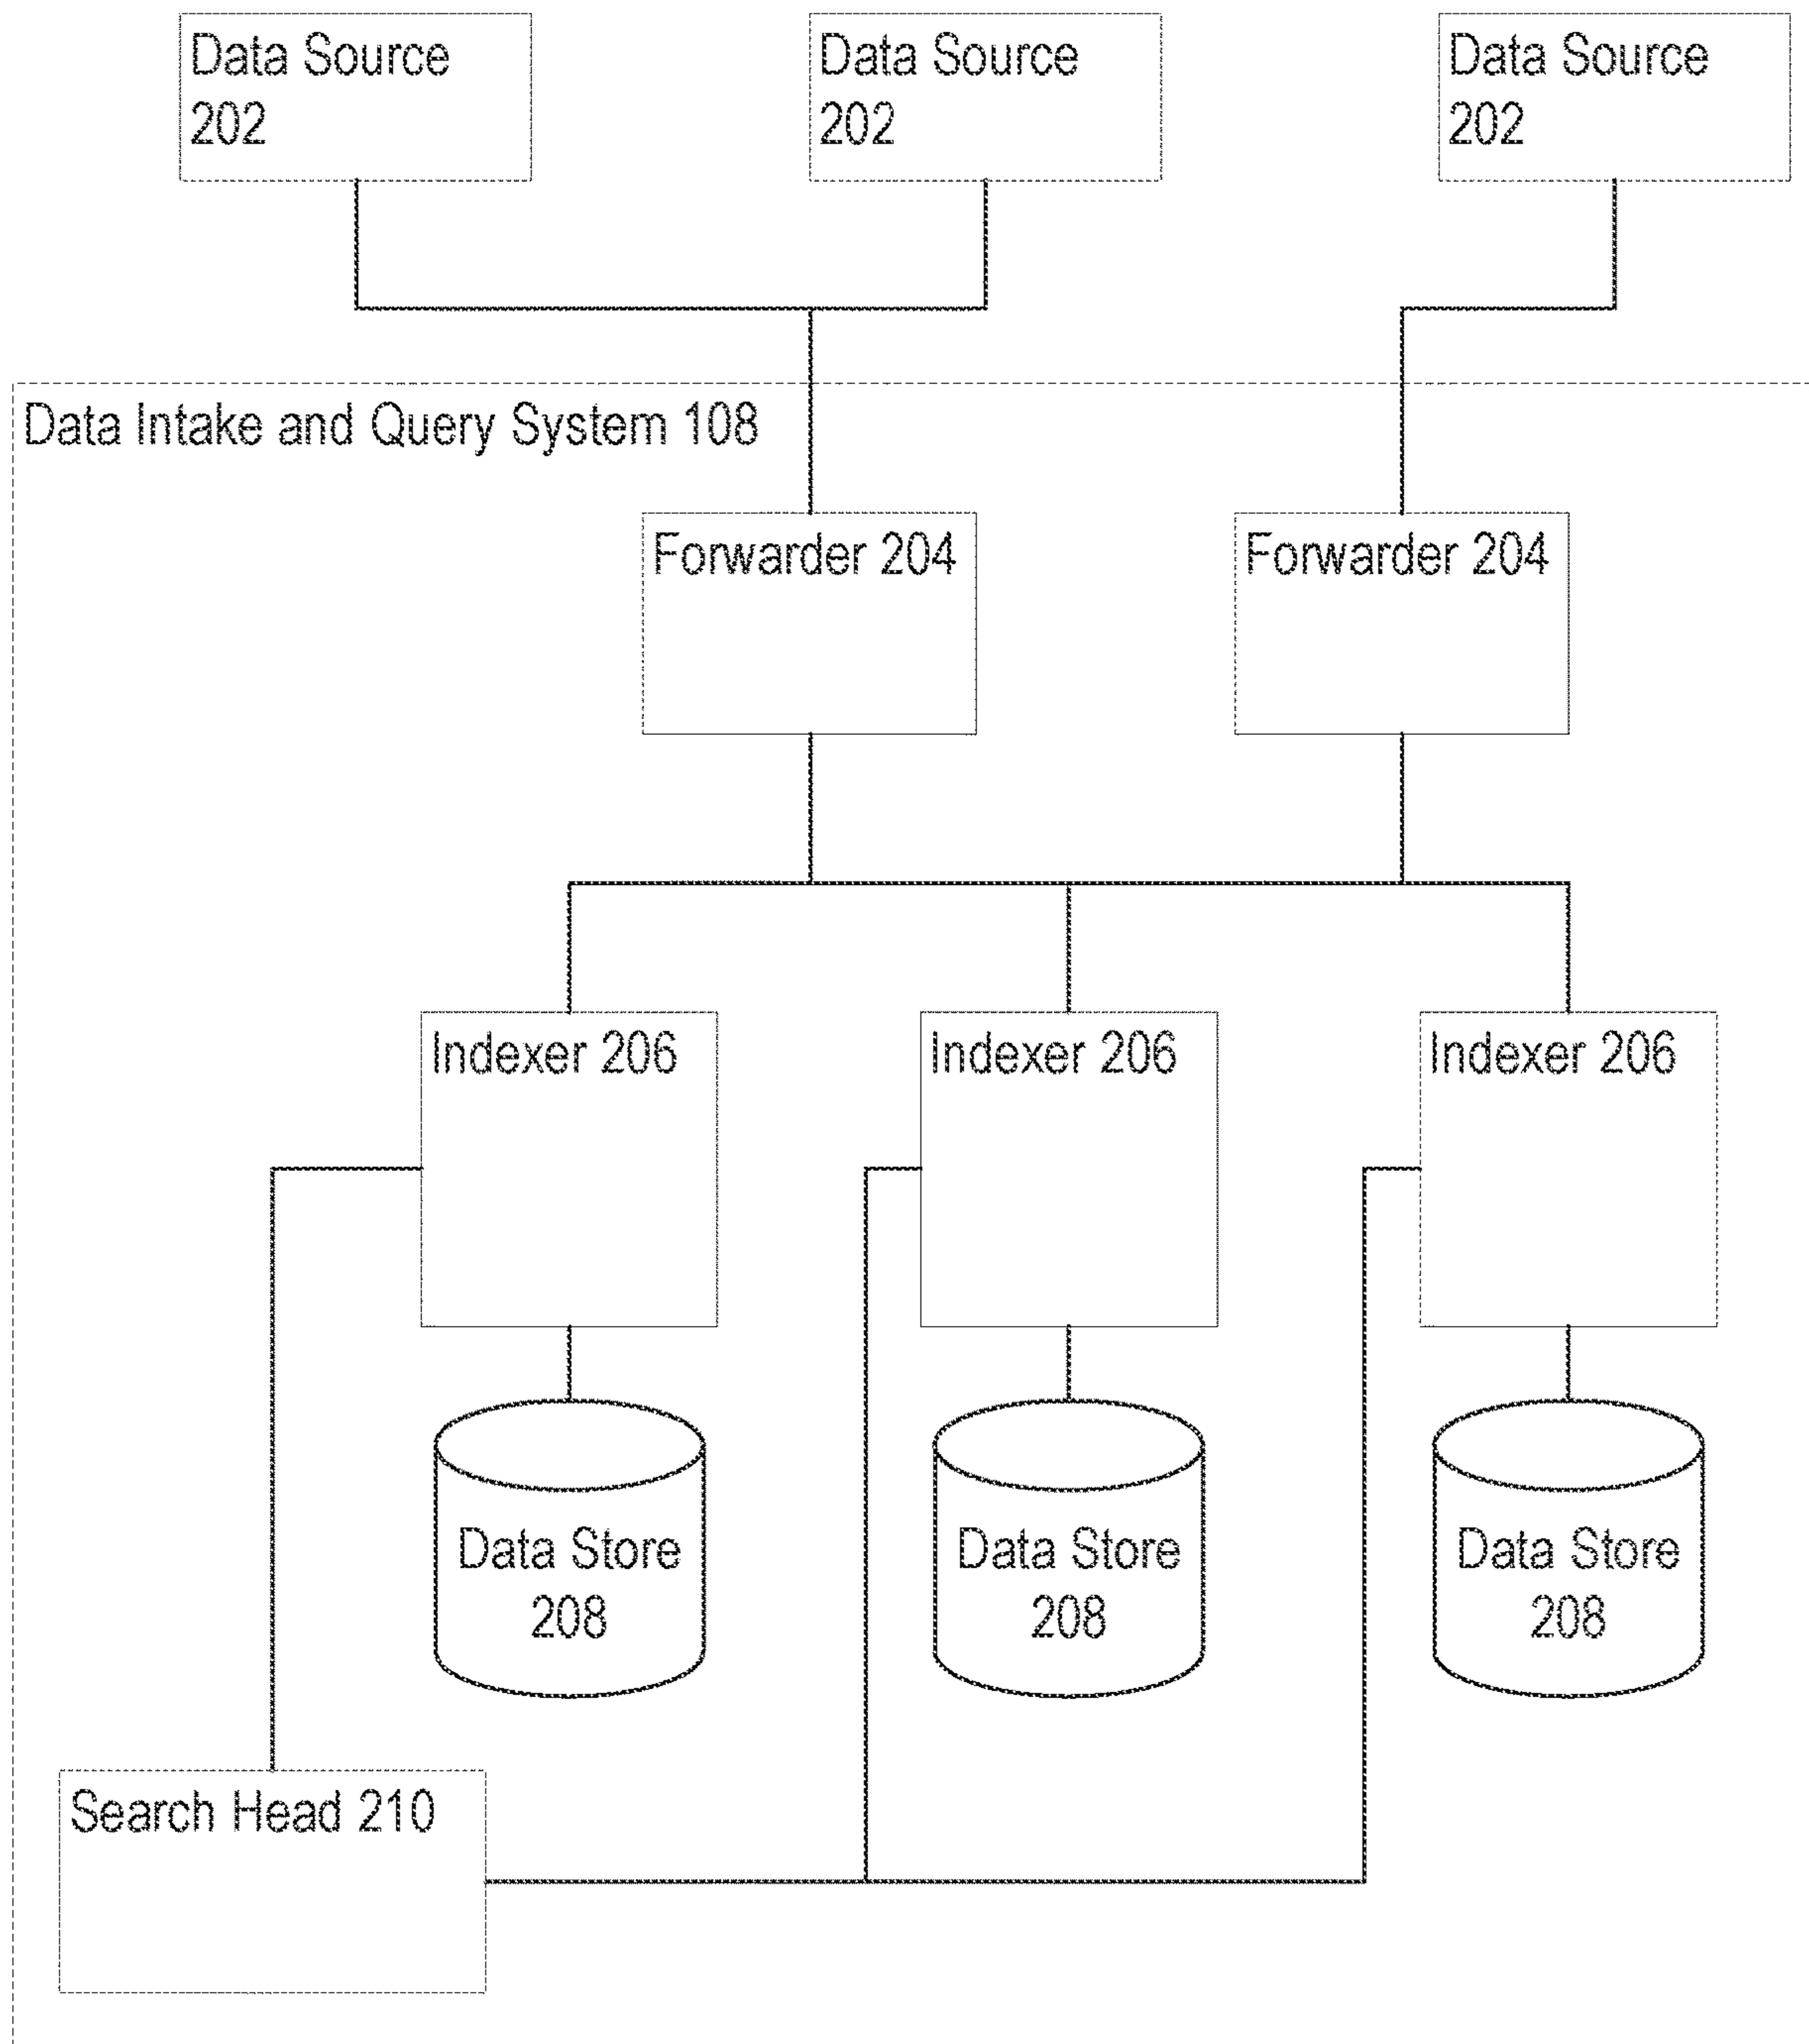 Data Source
202
Data Source
202
Data Source
202
Data Intake and Query System 108
Forwarder 204
Forwarder 204
Indexer 206
Indexer 206
Indexer 206
Data Store
208
Data Store
208
Data Store
208
Search Head 210